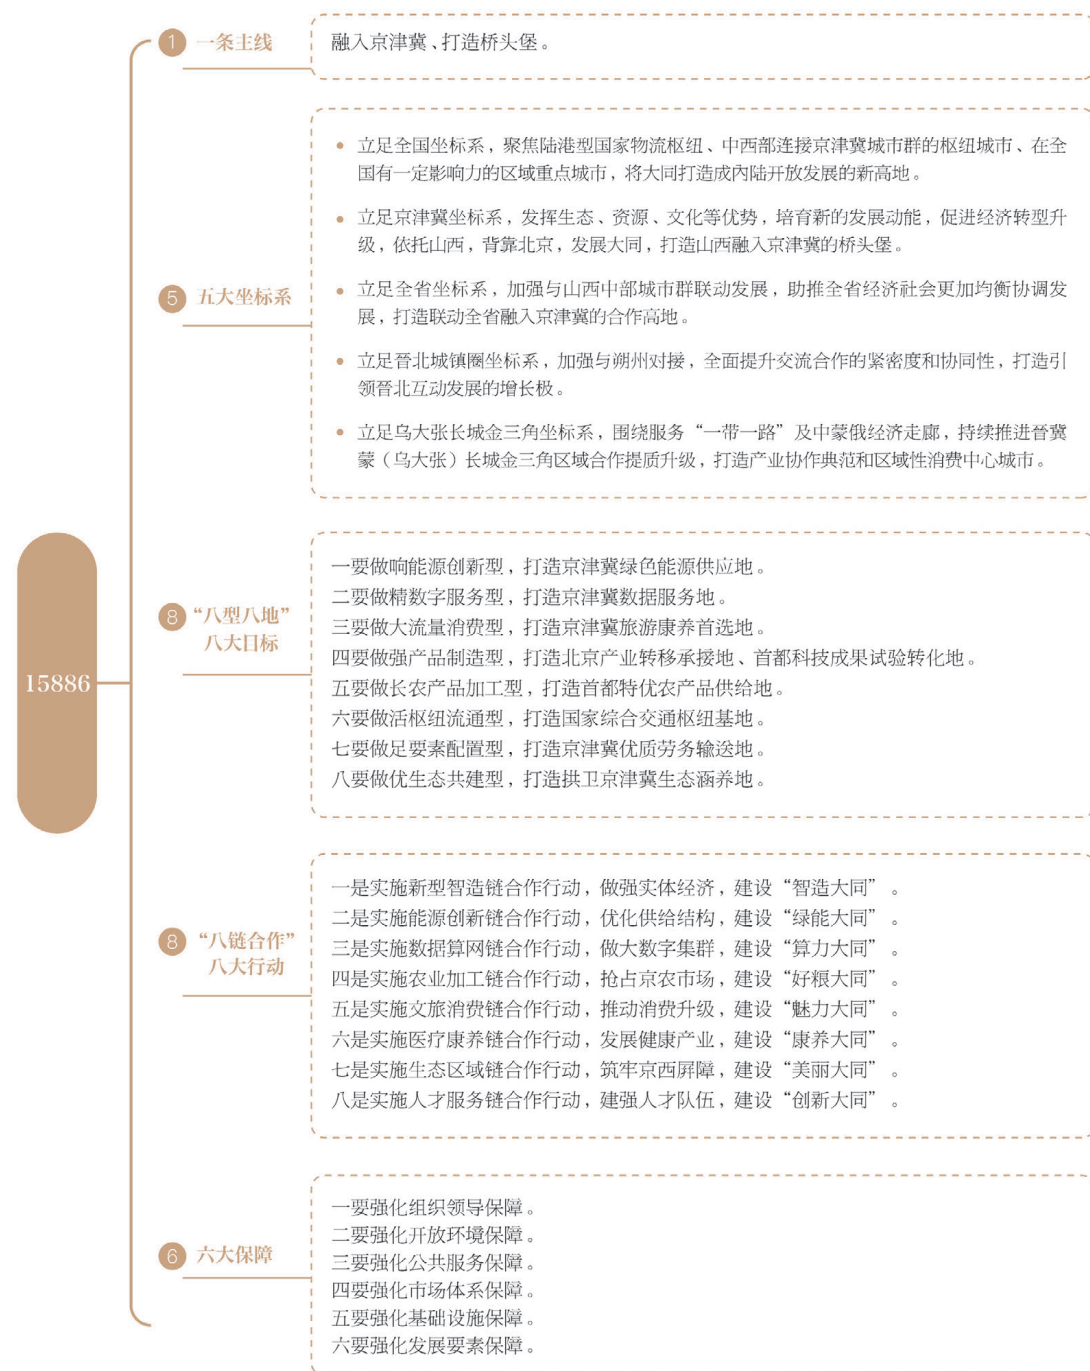 15886
1 一条主线
融入京津冀、打造桥头堡。
5 五大坐标系
• 立足全国坐标系，聚焦陆港型国家物流枢纽、中西部连接京津冀城市群的枢纽城市、在全
国有一定影响力的区域重点城市，将大同打造成内陆开放发展的新高地。
• 立足京津冀坐标系，发挥生态、资源、文化等优势，培育新的发展动能，促进经济转型升
级，依托山西，背靠北京，发展大同，打造山西融入京津冀的桥头堡。
• 立足全省坐标系，加强与山西中部城市群联动发展，助推全省经济社会更加均衡协调发
展，打造联动全省融入京津冀的合作高地。
• 立足晋北城镇圈坐标系，加强与朔州对接，全面提升交流合作的紧密度和协同性，打造引
领晋北互动发展的增长极。
• 立足乌大张长城金三角坐标系，围绕服务“一带一路”及中蒙俄经济走廊，持续推进晋冀
蒙（乌大张）长城金三角区域合作提质升级，打造产业协作典范和区域性消费中心城市。
8 “八型八地”
八大目标
一要做响能源创新型，打造京津冀绿色能源供应地。
二要做精数字服务型，打造京津冀数据服务地。
三要做大流量消费型，打造京津冀旅游康养首选地。
四要做强产品制造型，打造北京产业转移承接地、首都科技成果试验转化地。
五要做长农产品加工型，打造首都特优农产品供给地。
六要做活枢纽流通型，打造国家综合交通枢纽基地。
七要做足要素配置型，打造京津冀优质劳务输送地。
八要做优生态共建型，打造拱卫京津冀生态涵养地。
8 “八链合作”
八大行动
一是实施新型智造链合作行动，做强实体经济，建设“智造大同”。
二是实施能源创新链合作行动，优化供给结构，建设“绿能大同”。
三是实施数据算网链合作行动，做大数字集群，建设“算力大同”。
四是实施农业加工链合作行动，抢占京农市场，建设“好粮大同”。
五是实施文旅消费链合作行动，推动消费升级，建设“魅力大同”。
六是实施医疗康养链合作行动，发展健康产业，建设“康养大同”。
七是实施生态区域链合作行动，筑牢京西屏障，建设“美丽大同”。
八是实施人才服务链合作行动，建强人才队伍，建设“创新大同”。
6 六大保障
一要强化组织领导保障。
二要强化开放环境保障。
三要强化公共服务保障。
四要强化市场体系保障。
五要强化基础设施保障。
六要强化发展要素保障。